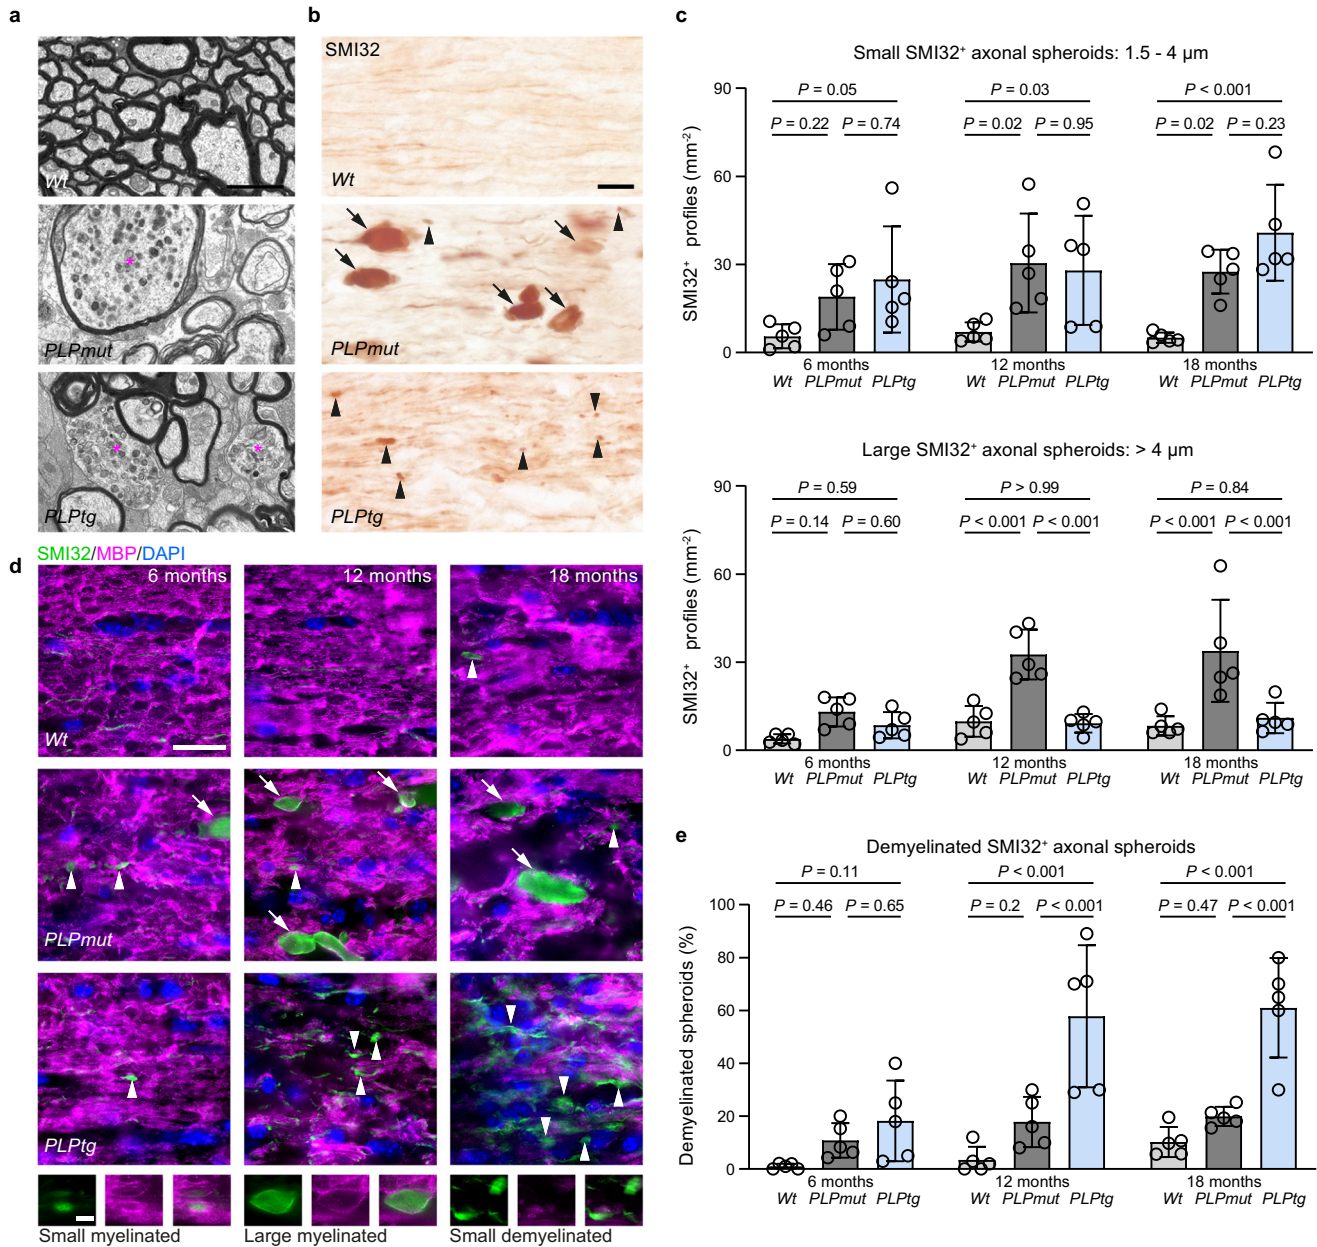 a
Wt
PLPmut
*
PLPtg
*
*
b
SMI32
Wt
PLPmut
PLPtg
c
Small SMI32⁺ axonal spheroids: 1.5 - 4 µm
P = 0.05
P = 0.03
P < 0.001
P = 0.22
P = 0.74
P = 0.02
P = 0.95
P = 0.02
P = 0.23
SMI32⁺ profiles (mm⁻²)
90
60
30
0
6 months
12 months
18 months
Wt PLPmut PLPtg
Wt PLPmut PLPtg
Wt PLPmut PLPtg
Large SMI32⁺ axonal spheroids: > 4 µm
P = 0.59
P > 0.99
P = 0.84
P = 0.14
P = 0.60
P < 0.001
P < 0.001
P < 0.001
P < 0.001
SMI32⁺ profiles (mm⁻²)
90
60
30
0
6 months
12 months
18 months
Wt PLPmut PLPtg
Wt PLPmut PLPtg
Wt PLPmut PLPtg
d
SMI32/MBP/DAPI
6 months
12 months
18 months
Wt
PLPmut
PLPtg
Small myelinated
Large myelinated
Small demyelinated
e
Demyelinated SMI32⁺ axonal spheroids
P = 0.11
P < 0.001
P < 0.001
P = 0.46
P = 0.65
P = 0.2
P < 0.001
P = 0.47
P < 0.001
Demyelinated spheroids (%)
100
80
60
40
20
0
6 months
12 months
18 months
Wt PLPmut PLPtg
Wt PLPmut PLPtg
Wt PLPmut PLPtg